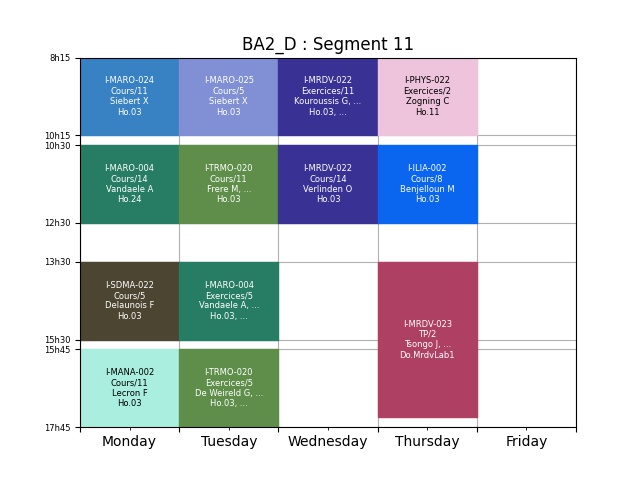 BA2_D : Segment 11
8h15
I-MARO-024
Cours/11
Siebert X
Ho.03
I-MARO-025
Cours/5
Siebert X
Ho.03
I-MRDV-022
Exercices/11
Kouroussis G, ...
Ho.03, ...
I-PHYS-022
Exercices/2
Zogning C
Ho.11
10h15
10h30
I-MARO-004
Cours/14
Vandaele A
Ho.24
I-TRMO-020
Cours/11
Frere M, ...
Ho.03
I-MRDV-022
Cours/14
Verlinden O
Ho.03
I-ILIA-002
Cours/8
Benjelloun M
Ho.03
12h30
13h30
I-SDMA-022
Cours/5
Delaunois F
Ho.03
I-MARO-004
Exercices/5
Vandaele A, ...
Ho.03, ...
I-MRDV-023
TP/2
Tsongo J, ...
Do.MrdvLab1
15h30
15h45
I-MANA-002
Cours/11
Lecron F
Ho.03
I-TRMO-020
Exercices/5
De Weireld G, ...
Ho.03, ...
17h45
Monday
Tuesday
Wednesday
Thursday
Friday